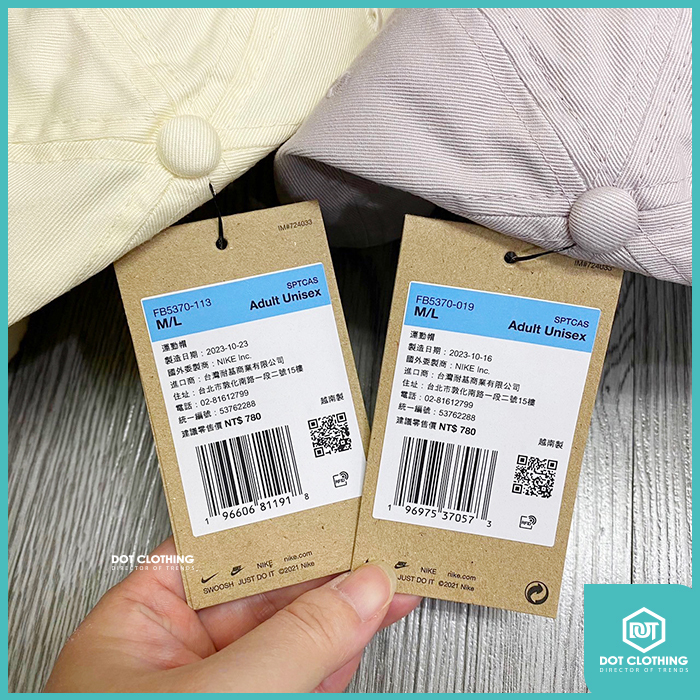 IM#724033
FB5370-113
SPTCAS
M/L
Adult Unisex
運動帽
製造日期：2023-10-23
國外委製商：NIKE Inc.
進口商：台灣耐基商業有限公司
住址：台北市敦化南路一段二號15樓
電話：02-81612799
統一編號：53762288
建議零售價 NT$ 780
越南製
RFID
1 96606 81191 8
NIKE nike.com
SWOOSH JUST DO IT ©2021 Nike
IM#724033
FB5370-019
SPTCAS
M/L
Adult Unisex
運動帽
製造日期：2023-10-16
國外委製商：NIKE Inc.
進口商：台灣耐基商業有限公司
住址：台北市敦化南路一段二號15樓
電話：02-81612799
統一編號：53762288
建議零售價 NT$ 780
越南製
RFID
1 96975 37057 3
NIKE nike.com
JUST DO IT ©2021 Nike
DOT CLOTHING
DIRECTOR OF TRENDS
DOT
DOT CLOTHING
DIRECTOR OF TRENDS